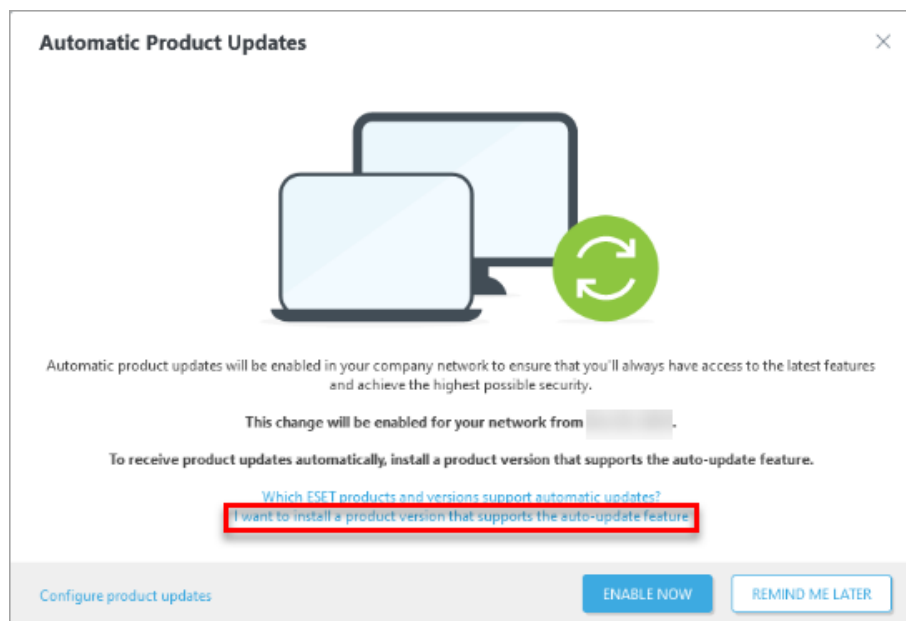 Automatic Product Updates
Automatic product updates will be enabled in your company network to ensure that you'll always have access to the latest features
and achieve the highest possible security.
This change will be enabled for your network from .
To receive product updates automatically, install a product version that supports the auto-update feature.
Which ESET products and versions support automatic updates?
I want to install a product version that supports the auto-update feature
Configure product updates
ENABLE NOW
REMIND ME LATER